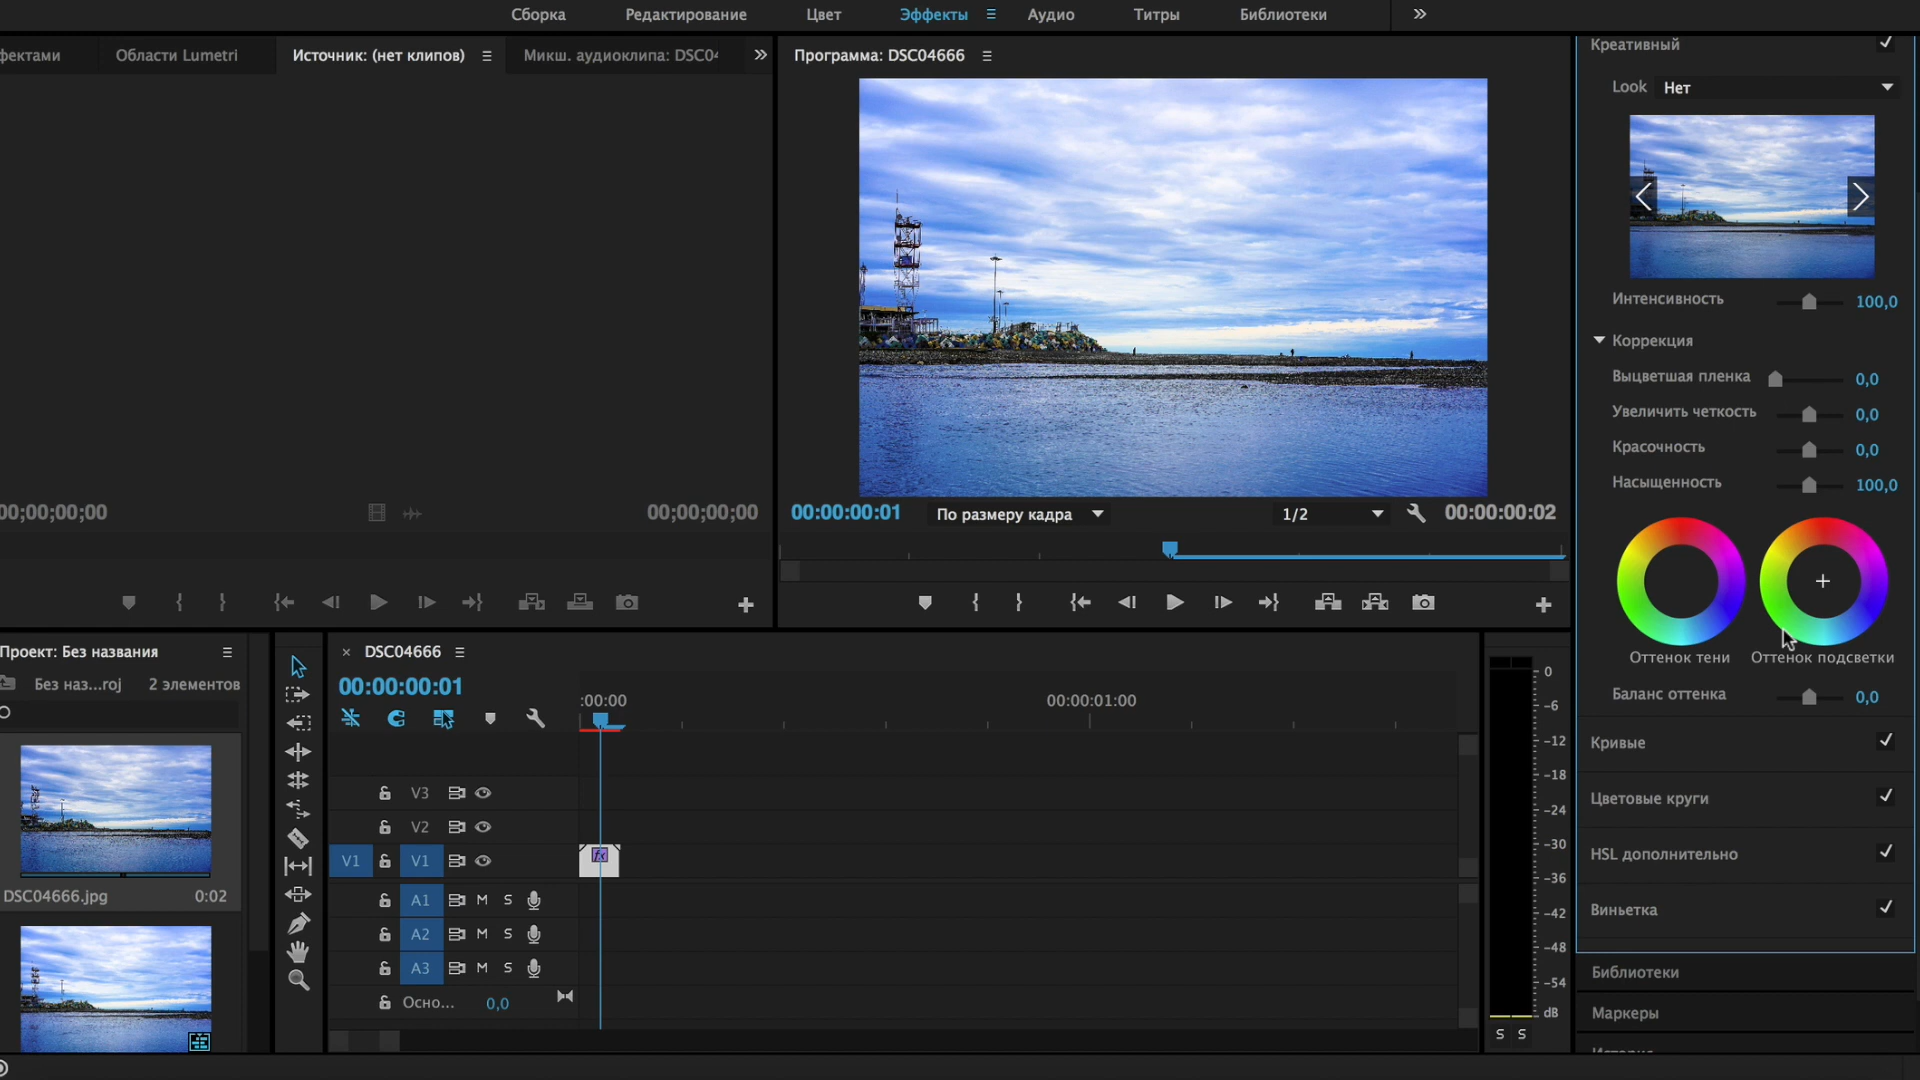 Сборка Редактирование Цвет Эффекты Аудио Титры Библиотеки
фектами Области Lumetri Источник: (нет клипов) Микш. аудиоклипа: DSC04
Программа: DSC04666
Креативный
Look Нет
Интенсивность 100,0
Коррекция
Выцветшая пленка 0,0
Увеличить четкость 0,0
Красочность 0,0
Насыщенность 100,0
00;00;00;00 00;00;00;00
00:00:00:01 По размеру кадра 1/2 00:00:00:02
Оттенок тени Оттенок подсветки
Баланс оттенка 0,0
Кривые
Цветовые круги
HSL дополнительно
Виньетка
Библиотеки
Маркеры
Проект: Без названия
Без наз...roj 2 элементов
DSC04666.jpg 0:02
DSC04666
00:00:00:01
:00:00 00:00:01:00
V3
V2
V1 V1
fx
A1 M S
A2 M S
A3 M S
Осно... 0,0
0
-6
-12
-18
-24
-30
-36
-42
-48
-54
dB
S S